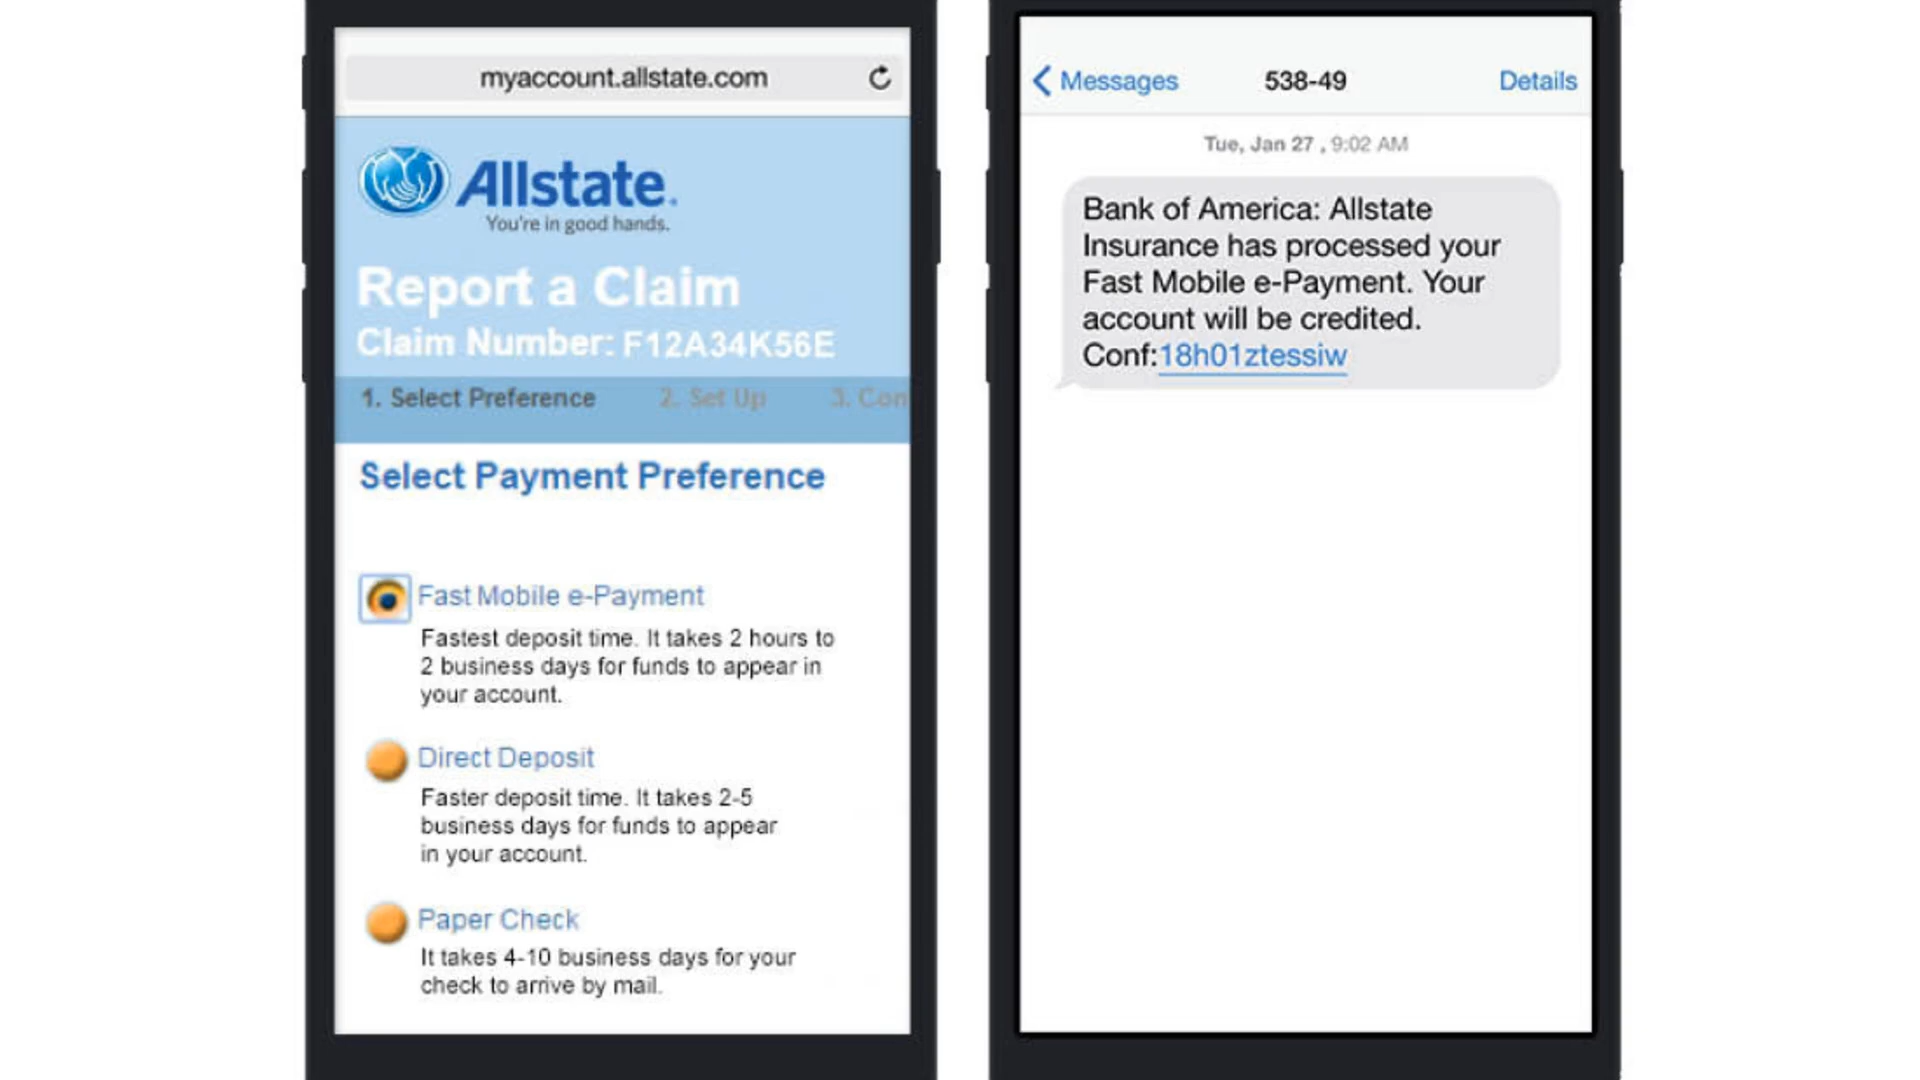 myaccount.allstate.com
Allstate.
You're in good hands.
Report a Claim
Claim Number: F12A34K56E
1. Select Preference 2. Set Up 3. Con
Select Payment Preference
Fast Mobile e-Payment
Fastest deposit time. It takes 2 hours to
2 business days for funds to appear in
your account.
Direct Deposit
Faster deposit time. It takes 2-5
business days for funds to appear
in your account.
Paper Check
It takes 4-10 business days for your
check to arrive by mail.
Messages 538-49 Details
Tue, Jan 27 , 9:02 AM
Bank of America: Allstate
Insurance has processed your
Fast Mobile e-Payment. Your
account will be credited.
Conf:18h01ztessiw